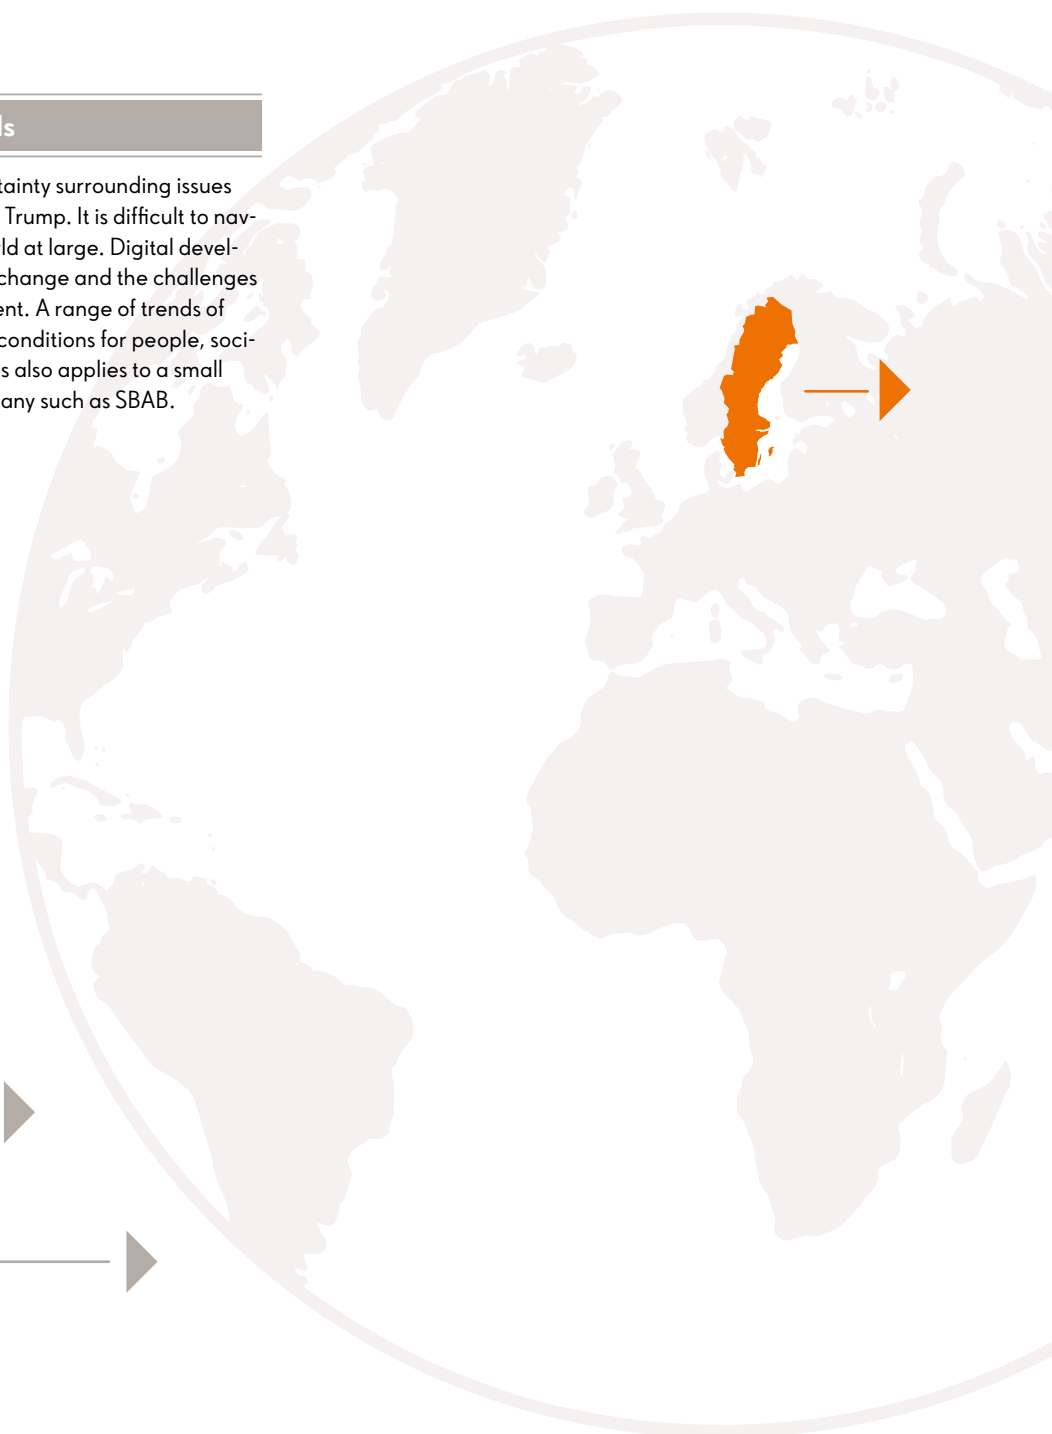 ls
tainty surrounding issues
Trump. It is difficult to nav-
ld at large. Digital devel-
change and the challenges
ent. A range of trends of
conditions for people, soci-
s also applies to a small
any such as SBAB.